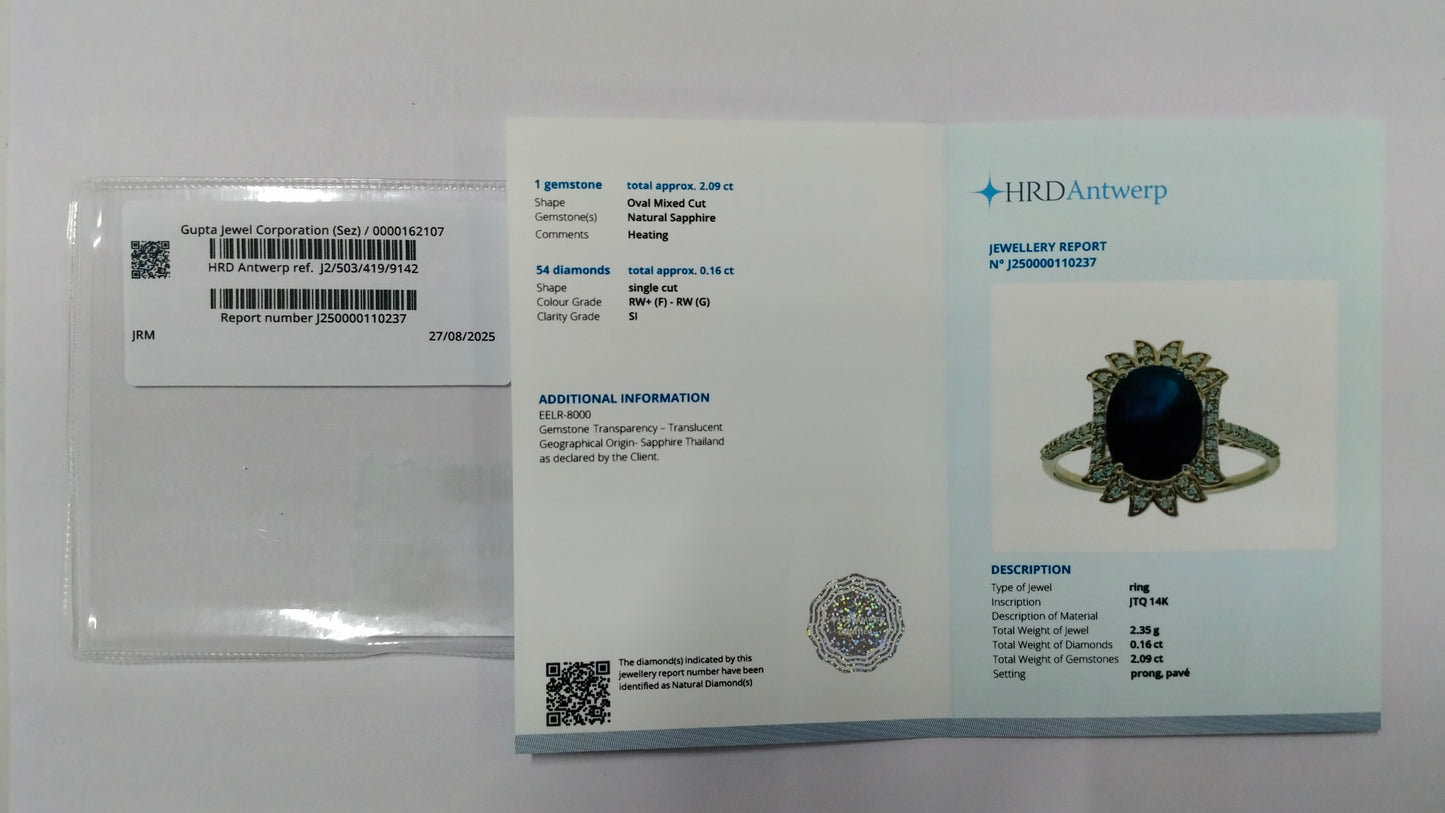 Gupta Jewel Corporation (Sez) / 0000162107
HRD Antwerp ref. J2/503/419/9142
Report number J250000110237
JRM 27/08/2025
1 gemstone total approx. 2.09 ct
Shape Oval Mixed Cut
Gemstone(s) Natural Sapphire
Comments Heating
54 diamonds total approx. 0.16 ct
Shape single cut
Colour Grade RW+ (F) - RW (G)
Clarity Grade SI
ADDITIONAL INFORMATION
EELR-8000
Gemstone Transparency – Translucent
Geographical Origin- Sapphire Thailand
as declared by the Client.
The diamond(s) indicated by this
jewellery report number have been
identified as Natural Diamond(s)
HRDAntwerp
JEWELLERY REPORT
N° J250000110237
DESCRIPTION
Type of Jewel ring
Inscription JTQ 14K
Description of Material
Total Weight of Jewel 2.35 g
Total Weight of Diamonds 0.16 ct
Total Weight of Gemstones 2.09 ct
Setting prong, pavé